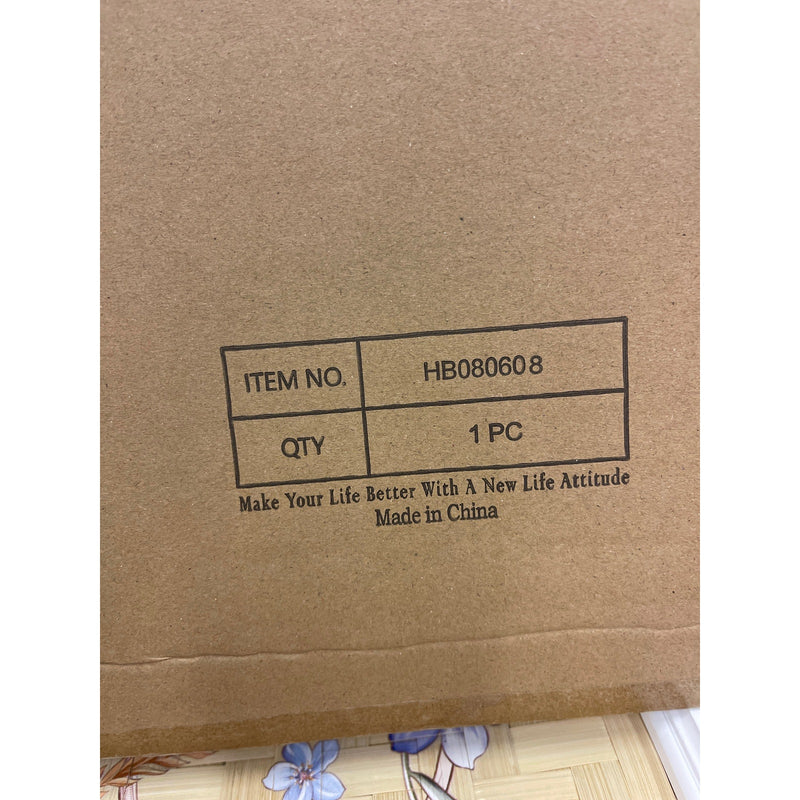 ITEM NO. HB080608
QTY 1 PC
Make Your Life Better With A New Life Attitude
Made in China